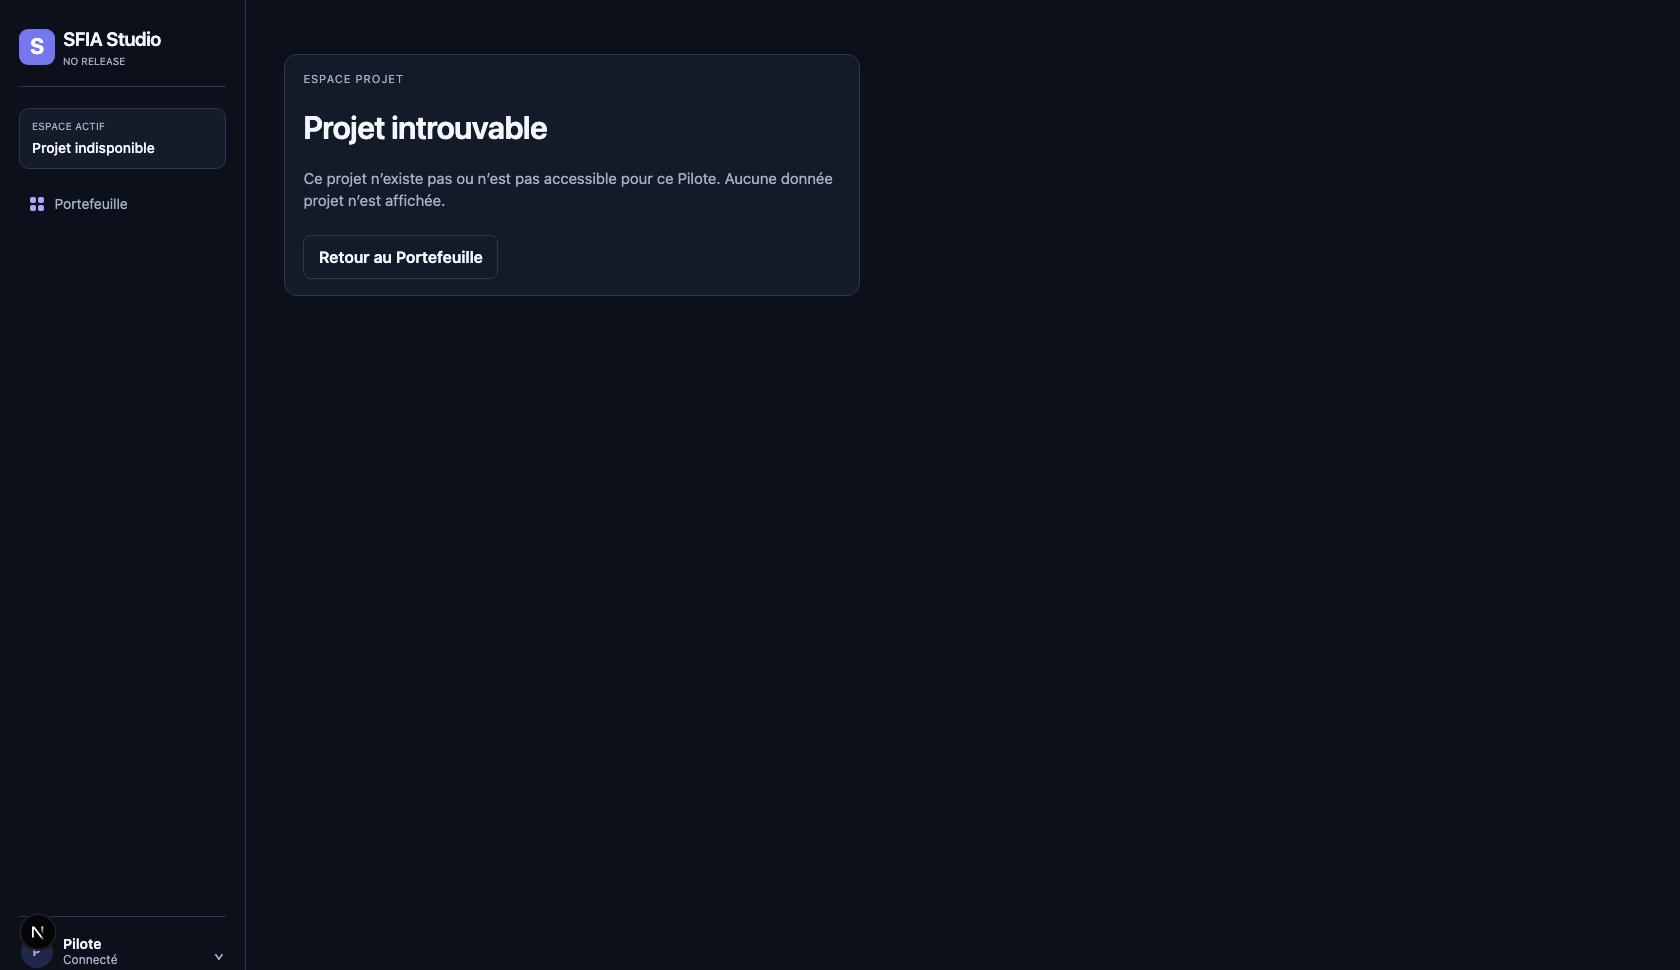 S
SFIA Studio
NO RELEASE
ESPACE ACTIF
Projet indisponible
Portefeuille
ESPACE PROJET
Projet introuvable
Ce projet n’existe pas ou n’est pas accessible pour ce Pilote. Aucune donnée
projet n’est affichée.
Retour au Portefeuille
N
P
Pilote
Connecté